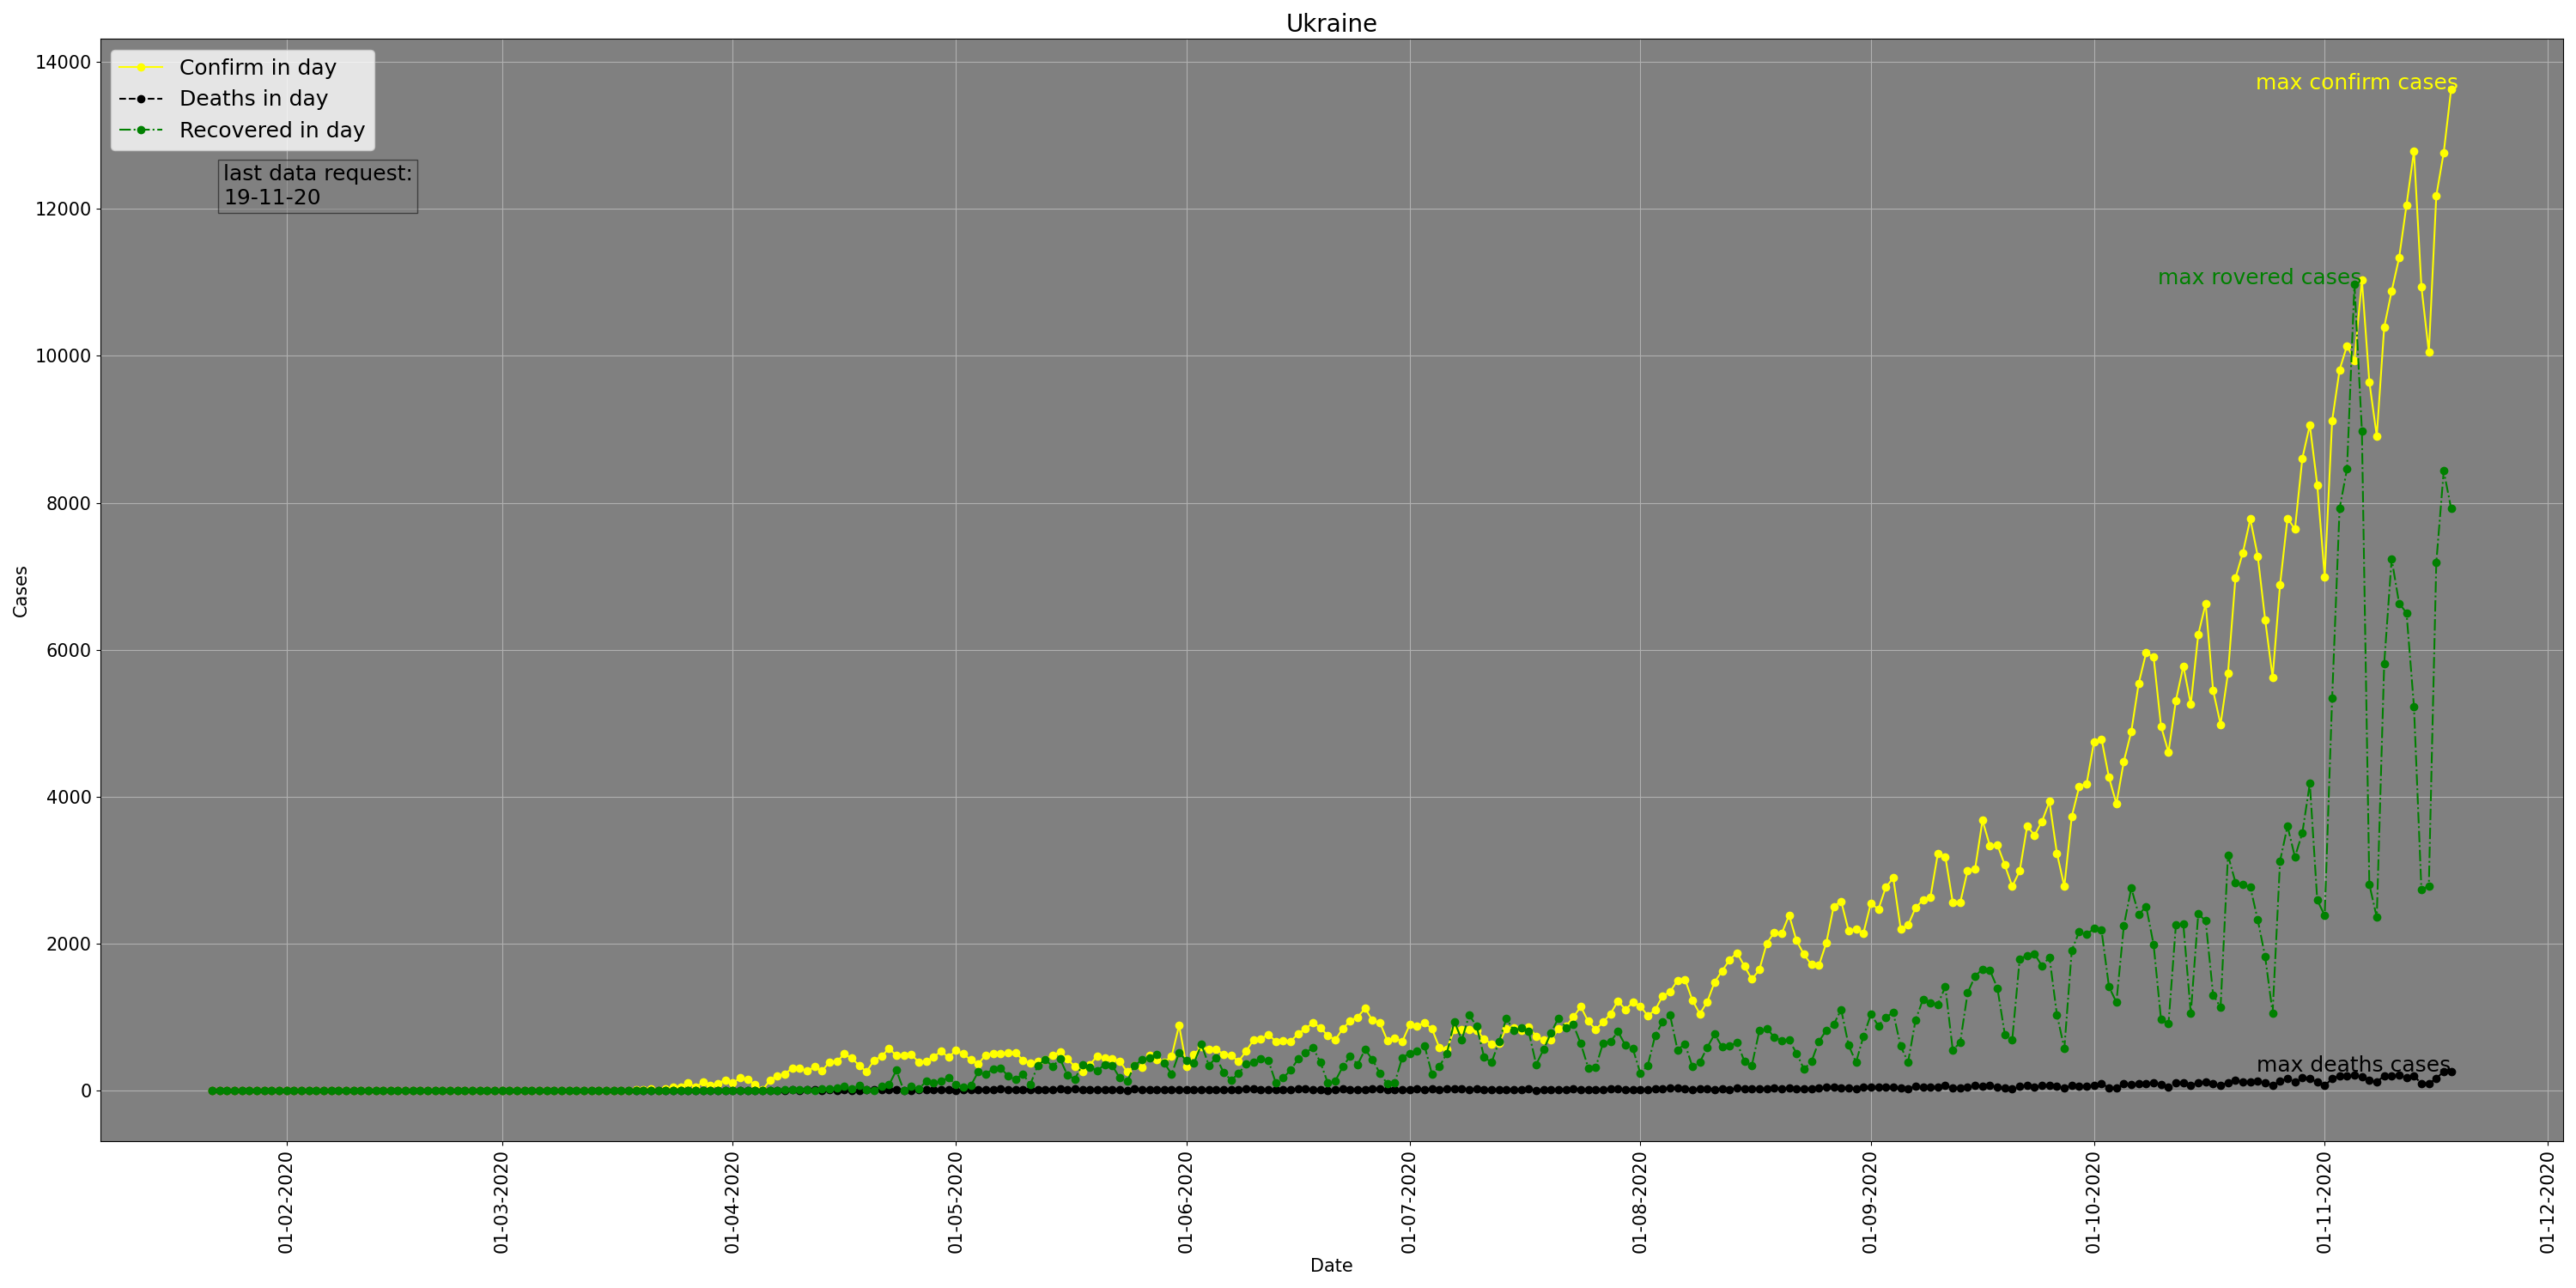 Ukraine
14000
12000
10000
8000
6000
4000
2000
0
Cases
Confirm in day
Deaths in day
Recovered in day
last data request:
19-11-20
max confirm cases
max rovered cases
max deaths cases
01-02-2020
01-03-2020
01-04-2020
01-05-2020
01-06-2020
01-07-2020
01-08-2020
01-09-2020
01-10-2020
01-11-2020
01-12-2020
Date